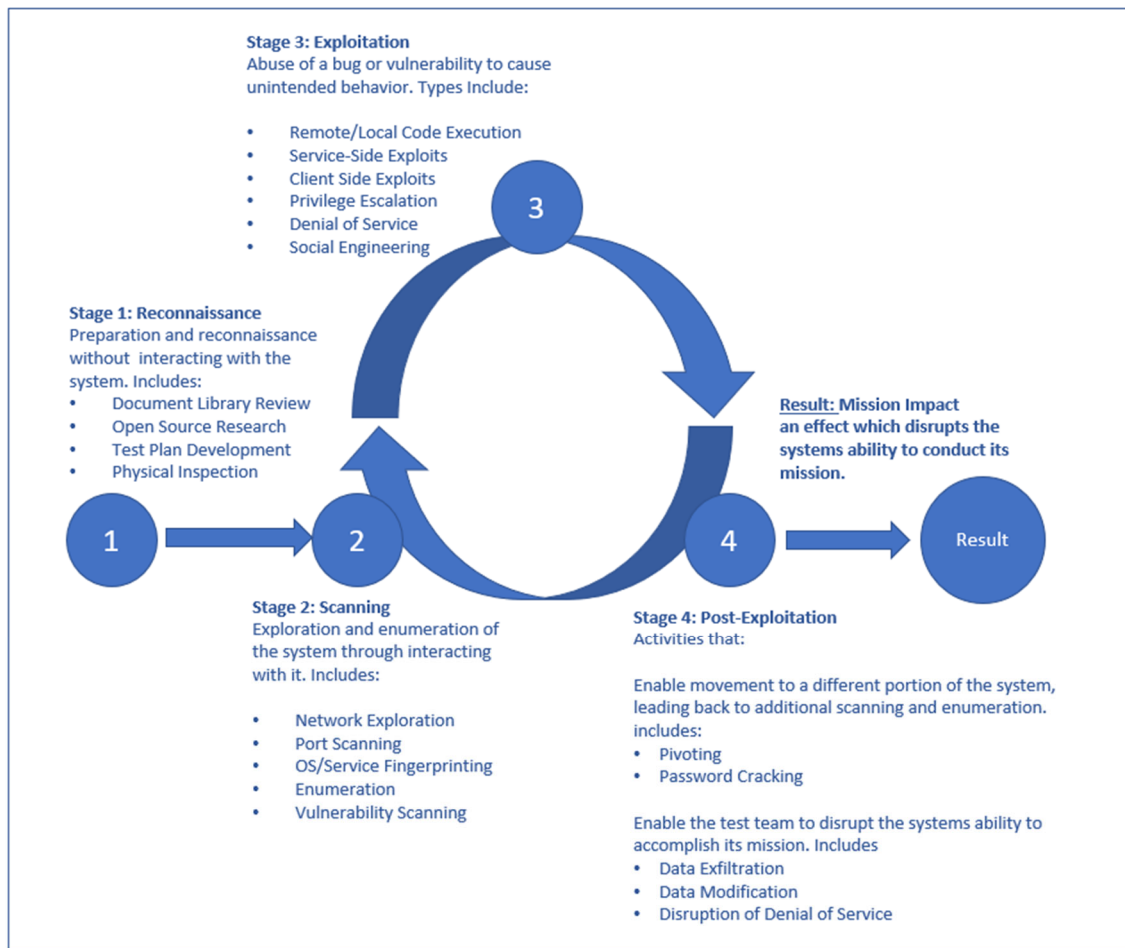 Stage 3: Exploitation
Abuse of a bug or vulnerability to cause
unintended behavior. Types Include:
• Remote/Local Code Execution
• Service-Side Exploits
• Client Side Exploits
• Privilege Escalation
• Denial of Service
• Social Engineering
3
Stage 1: Reconnaissance
Preparation and reconnaissance
without interacting with the
system. Includes:
• Document Library Review
• Open Source Research
• Test Plan Development
• Physical Inspection
Result: Mission Impact
an effect which disrupts the
systems ability to conduct its
mission.
1
2
4
Result
Stage 2: Scanning
Exploration and enumeration of
the system through interacting
with it. Includes:
• Network Exploration
• Port Scanning
• OS/Service Fingerprinting
• Enumeration
• Vulnerability Scanning
Stage 4: Post-Exploitation
Activities that:
Enable movement to a different portion of the system,
leading back to additional scanning and enumeration.
includes:
• Pivoting
• Password Cracking
Enable the test team to disrupt the systems ability to
accomplish its mission. Includes
• Data Exfiltration
• Data Modification
• Disruption of Denial of Service